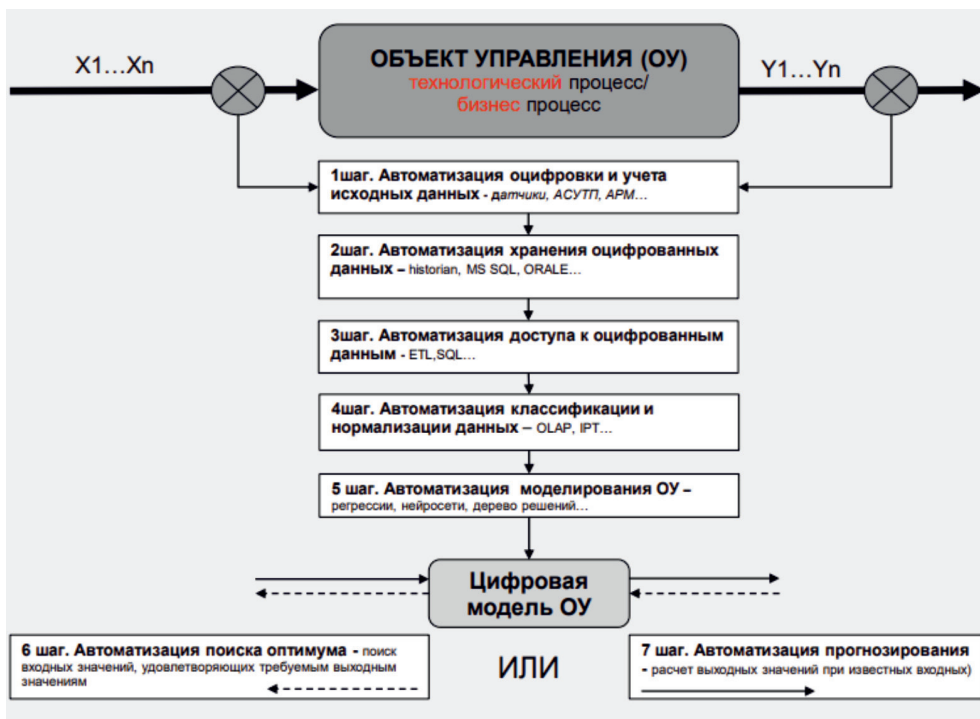 X1...Xn
ОБЪЕКТ УПРАВЛЕНИЯ (ОУ)
технологический процесс/
бизнес процесс
Y1...Yn
1шаг. Автоматизация оцифровки и учета
исходных данных - датчики, АСУТП, АРМ...
2шаг. Автоматизация хранения оцифрованных
данных – historian, MS SQL, ORALE...
3шаг. Автоматизация доступа к оцифрованным
данным - ETL,SQL...
4шаг. Автоматизация классификации и
нормализации данных – OLAP, IPT...
5 шаг. Автоматизация моделирования ОУ –
регрессии, нейросети, дерево решений...
Цифровая
модель ОУ
6 шаг. Автоматизация поиска оптимума - поиск
входных значений, удовлетворяющих требуемым выходным
значениям
ИЛИ
7 шаг. Автоматизация прогнозирования
- расчет выходных значений при известных входных)